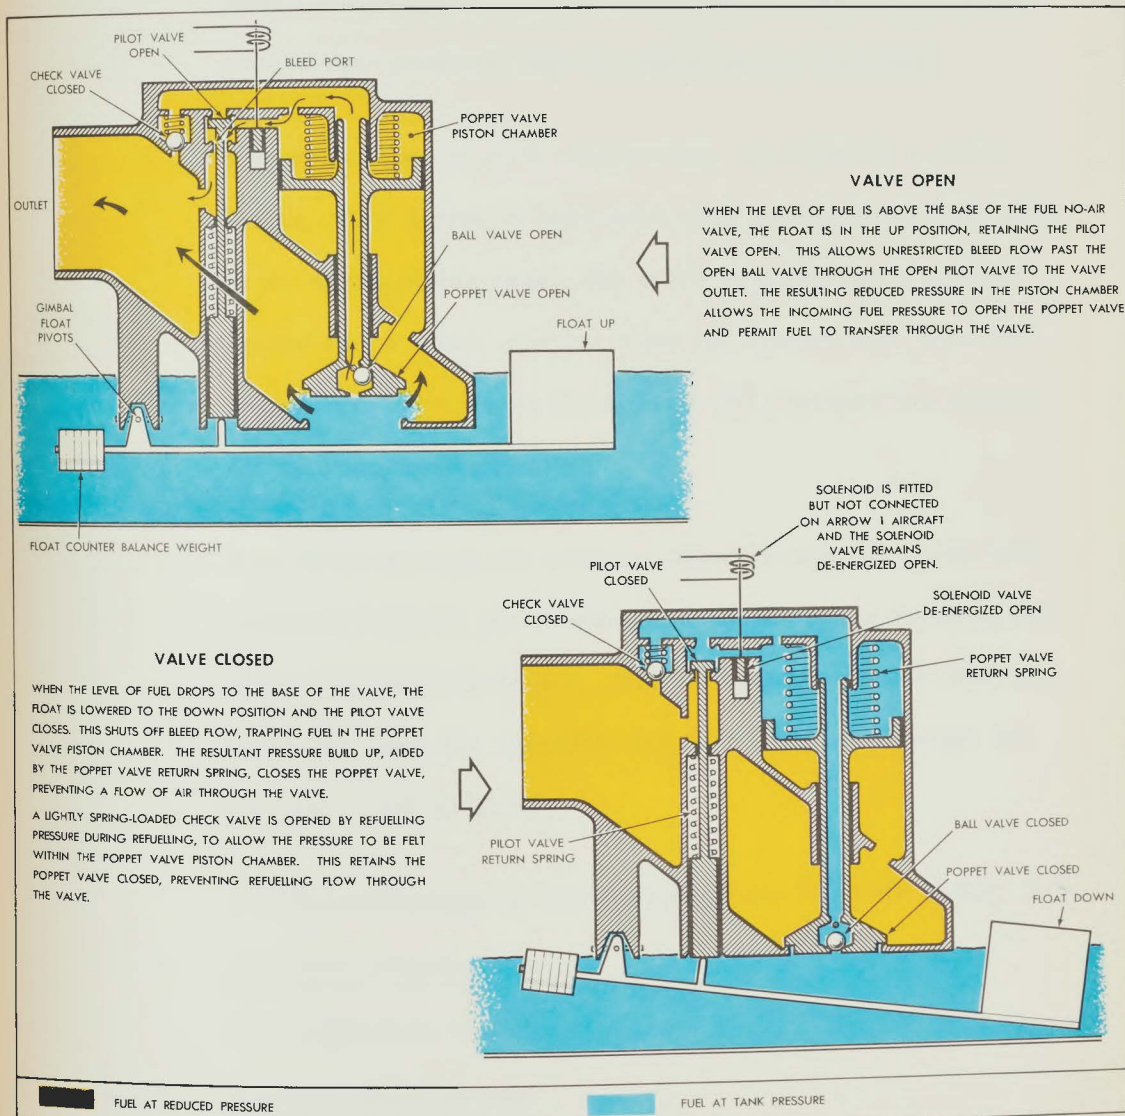 PILOT VALVE
OPEN
BLEED PORT
CHECK VALVE
CLOSED
POPPET VALVE
PISTON CHAMBER
OUTLET
BALL VALVE OPEN
POPPET VALVE OPEN
GIMBAL
FLOAT
PIVOTS
FLOAT UP
FLOAT COUNTER BALANCE WEIGHT
VALVE OPEN
WHEN THE LEVEL OF FUEL IS ABOVE THE BASE OF THE FUEL NO-AIR
VALVE, THE FLOAT IS IN THE UP POSITION, RETAINING THE PILOT
VALVE OPEN. THIS ALLOWS UNRESTRICTED BLEED FLOW PAST THE
OPEN BALL VALVE THROUGH THE OPEN PILOT VALVE TO THE VALVE
OUTLET. THE RESULTING REDUCED PRESSURE IN THE PISTON CHAMBER
ALLOWS THE INCOMING FUEL PRESSURE TO OPEN THE POPPET VALVE
AND PERMIT FUEL TO TRANSFER THROUGH THE VALVE.
SOLENOID IS FITTED
BUT NOT CONNECTED
ON ARROW 1 AIRCRAFT
AND THE SOLENOID
VALVE REMAINS
DE-ENERGIZED OPEN.
PILOT VALVE
CLOSED
CHECK VALVE
CLOSED
SOLENOID VALVE
DE-ENERGIZED OPEN
POPPET VALVE
RETURN SPRING
PILOT VALVE
RETURN SPRING
BALL VALVE CLOSED
POPPET VALVE CLOSED
FLOAT DOWN
VALVE CLOSED
WHEN THE LEVEL OF FUEL DROPS TO THE BASE OF THE VALVE, THE
FLOAT IS LOWERED TO THE DOWN POSITION AND THE PILOT VALVE
CLOSES. THIS SHUTS OFF BLEED FLOW, TRAPPING FUEL IN THE POPPET
VALVE PISTON CHAMBER. THE RESULTANT PRESSURE BUILD UP, AIDED
BY THE POPPET VALVE RETURN SPRING, CLOSES THE POPPET VALVE,
PREVENTING A FLOW OF AIR THROUGH THE VALVE.
A LIGHTLY SPRING-LOADED CHECK VALVE IS OPENED BY REFUELLING
PRESSURE DURING REFUELLING, TO ALLOW THE PRESSURE TO BE FELT
WITHIN THE POPPET VALVE PISTON CHAMBER. THIS RETAINS THE
POPPET VALVE CLOSED, PREVENTING REFUELLING FLOW THROUGH
THE VALVE.
FUEL AT REDUCED PRESSURE
FUEL AT TANK PRESSURE